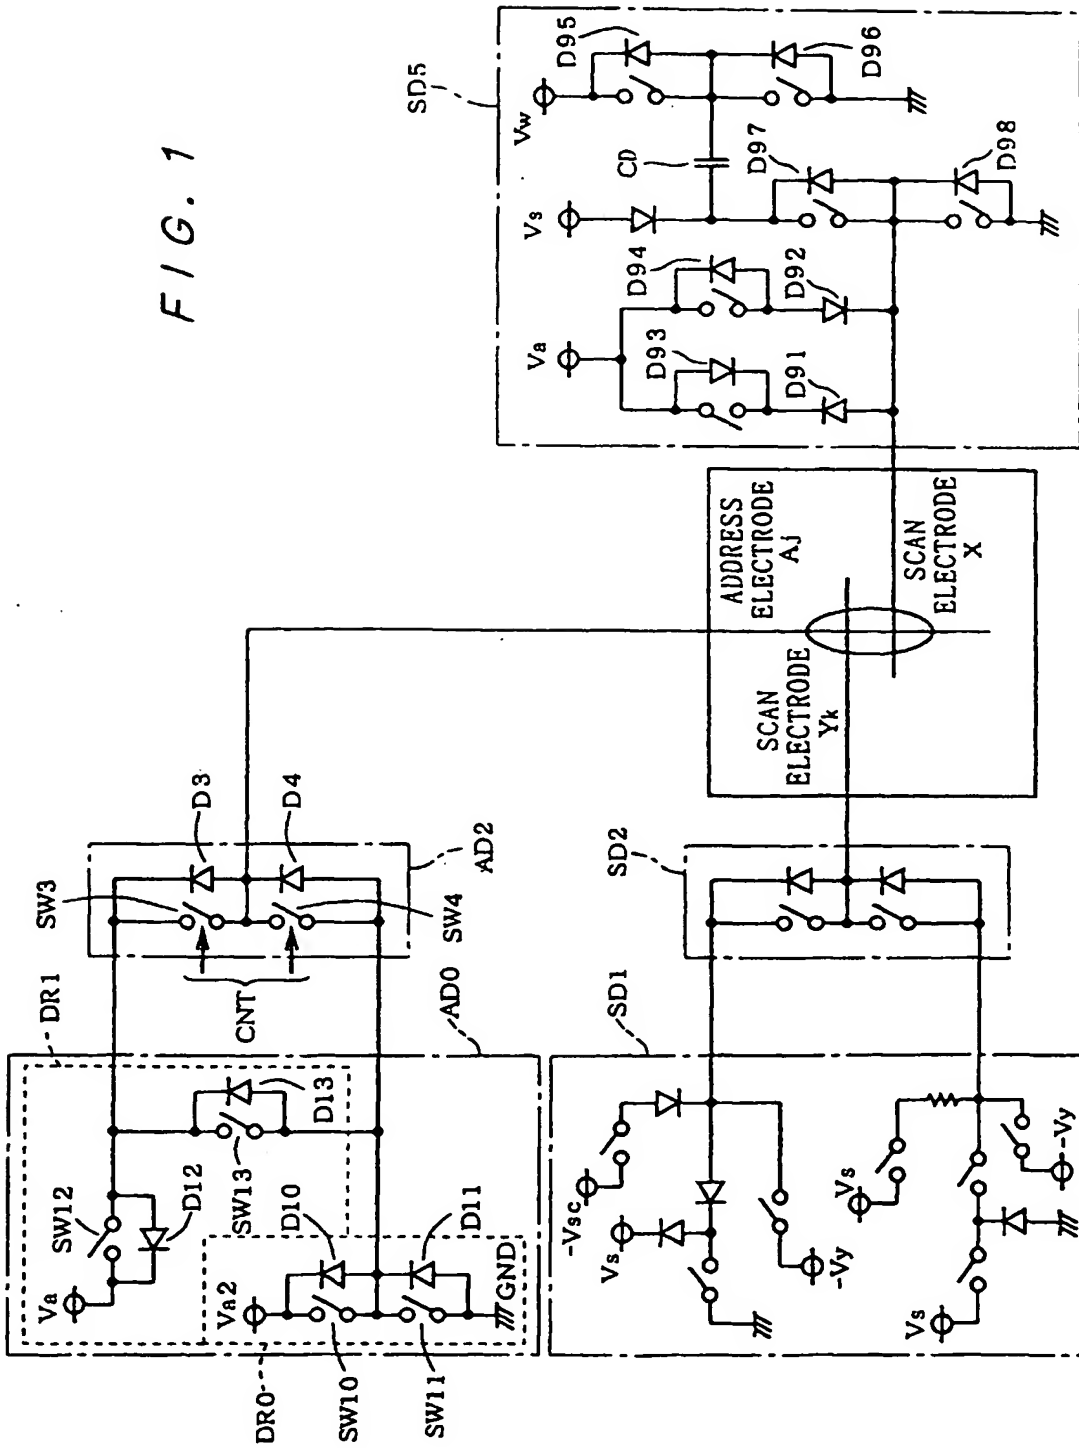 FIG. 1
SD5
Vw
D95
D96
CD
Vs
D97
D98
Va
D94
D92
D93
D91
ADDRESS
ELECTRODE
Aj
SCAN
ELECTRODE
X
SCAN
ELECTRODE
Yk
SW3
D3
D4
AD2
SW4
CNT
DR1
AD0
SW12
Va
D12
SW13
D13
D10
D11
Va2
GND
DR0
SW10
SW11
SD2
SD1
-Vsc
Vs
-Vy
Vs
-Vy
Vs